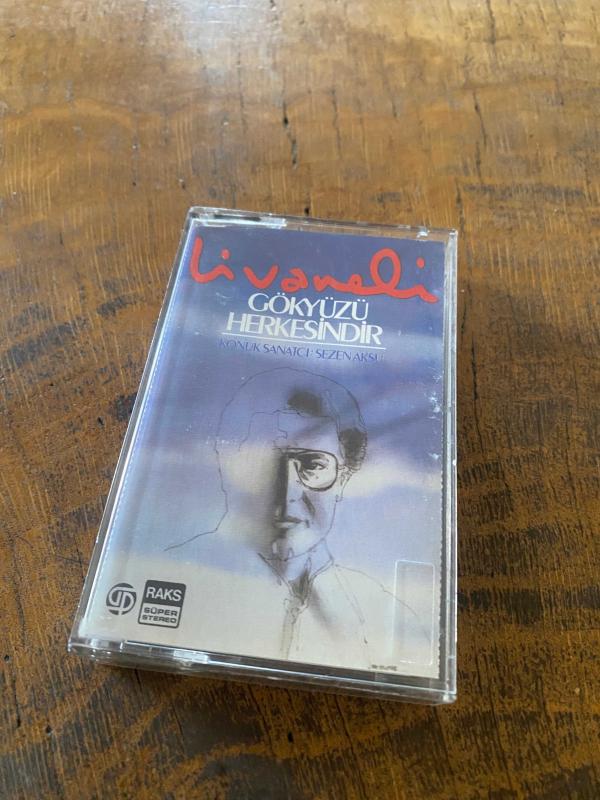 Livaneli
GÖKYÜZÜ
HERKESİNDİR
KONUK SANATÇI: SEZEN AKSU
RAKS
SÜPER
STEREO